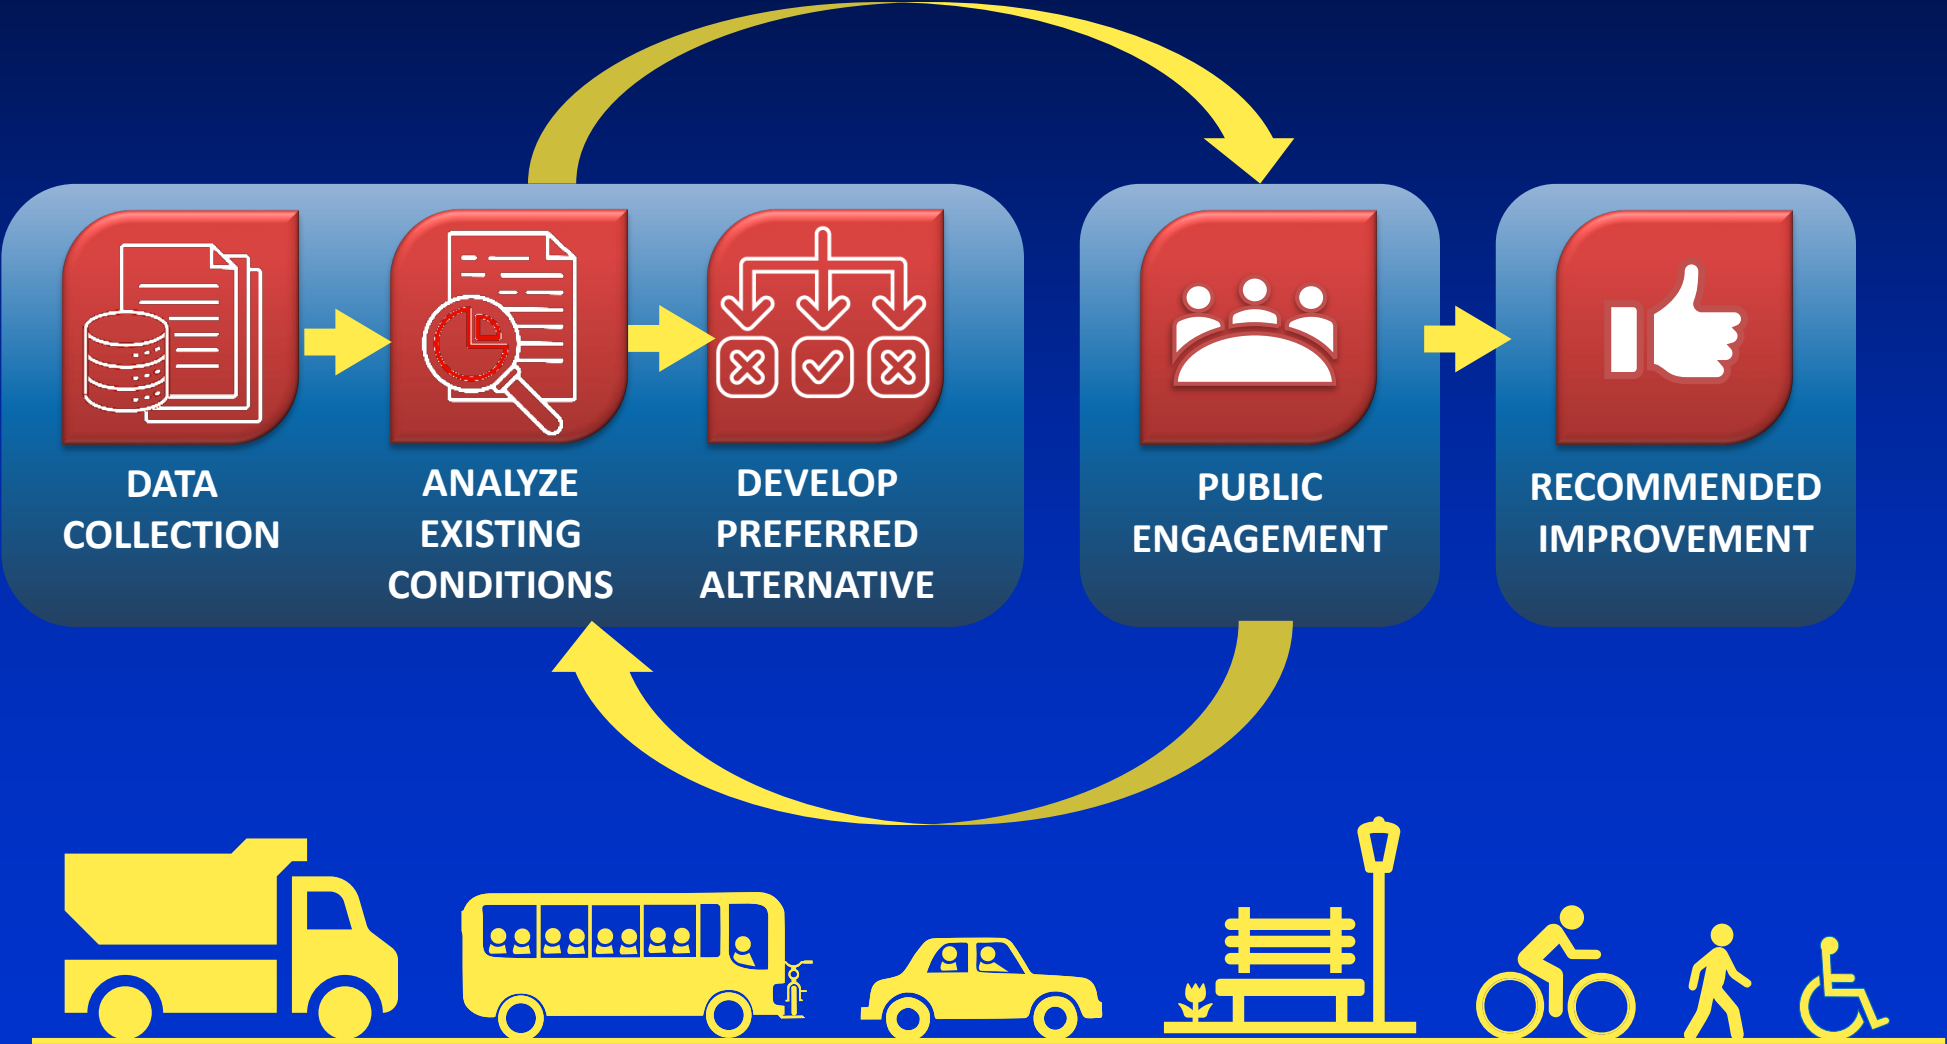 DATA
COLLECTION
ANALYZE
EXISTING
CONDITIONS
DEVELOP
PREFERRED
ALTERNATIVE
PUBLIC
ENGAGEMENT
RECOMMENDED
IMPROVEMENT